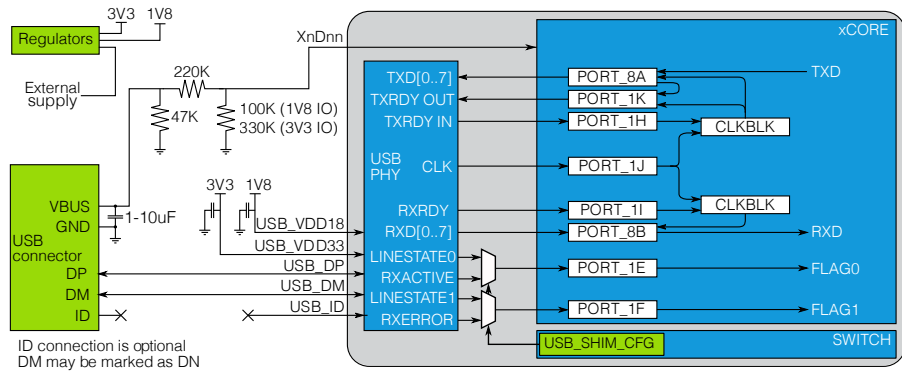 3V3
1V8
Regulators
External
supply
220K
47K
100K (1V8 IO)
330K (3V3 IO)
XnDnn
xCORE
TXD[0..7]
PORT_8A
TXD
TXRDY OUT
PORT_1K
TXRDY IN
PORT_1H
CLKBLK
USB
PHY
CLK
PORT_1J
CLKBLK
RXRDY
PORT_1I
RXD[0..7]
PORT_8B
RXD
LINESTATE0
RXACTIVE
PORT_1E
FLAG0
LINESTATE1
RXERROR
PORT_1F
FLAG1
USB_SHIM_CFG
SWITCH
3V3
1V8
USB_VDD18
USB_VDD33
USB_DP
USB_DM
USB_ID
VBUS
1-10uF
GND
USB
connector
DP
DM
ID
ID connection is optional
DM may be marked as DN